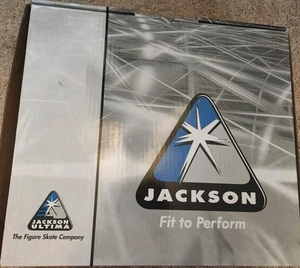 JACKSON
Fit to Perform
JACKSON
ULTIMA
The Figure Skate Company